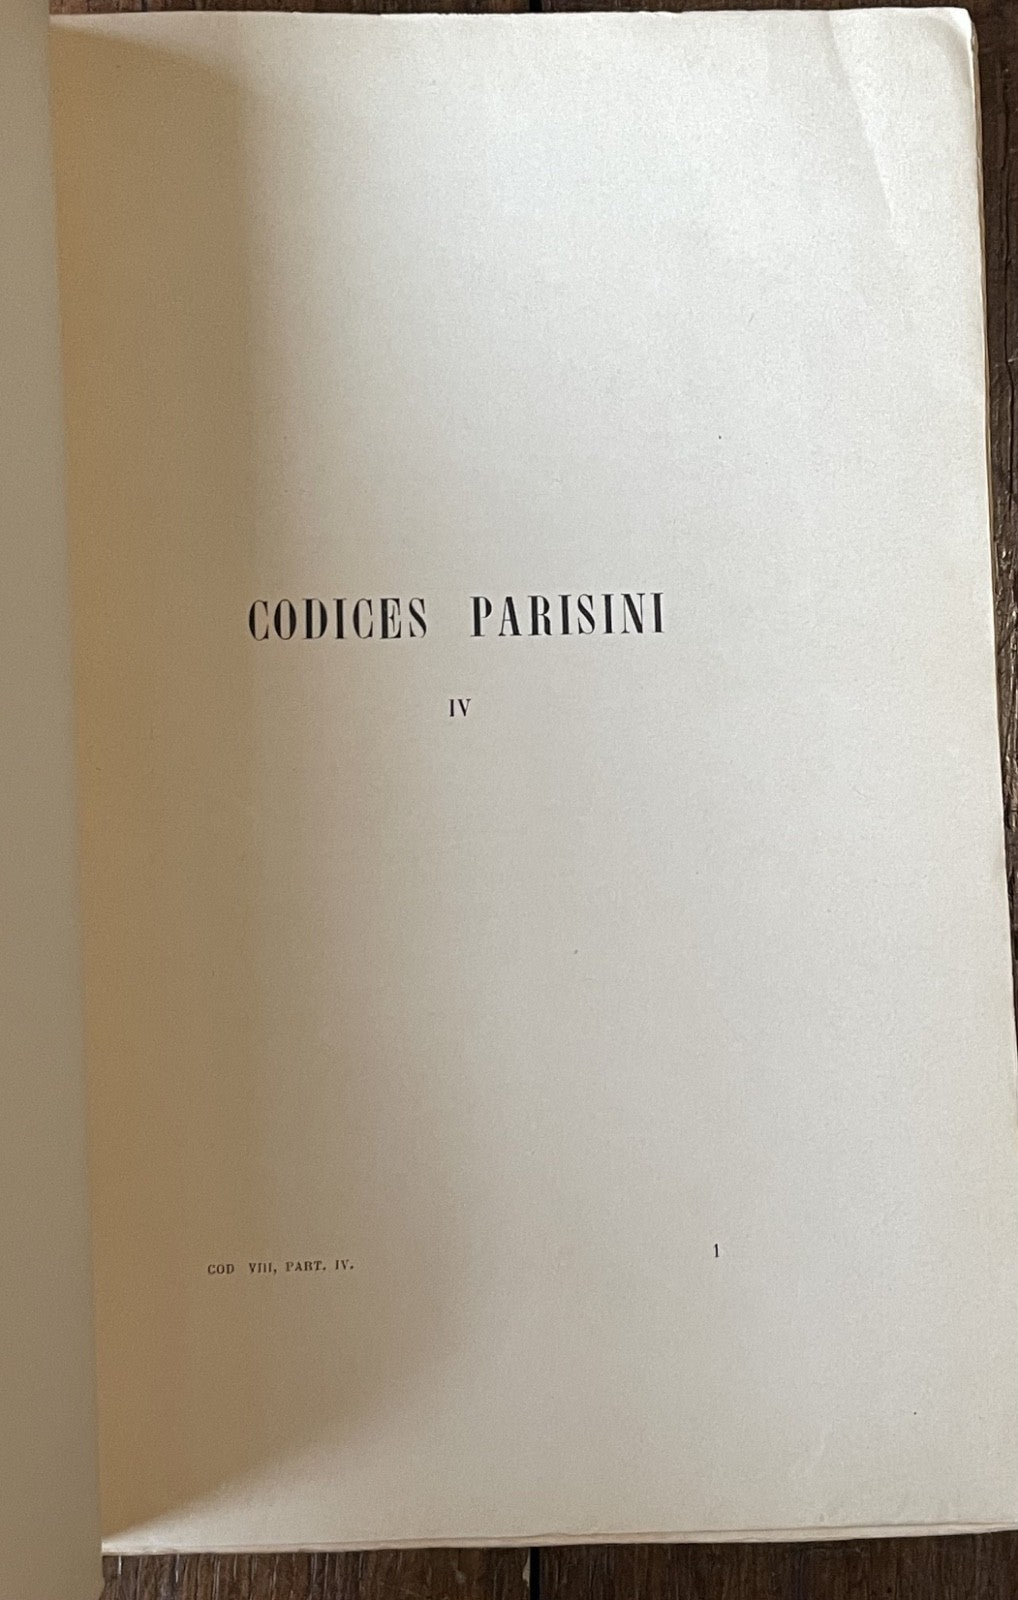 CODICES PARISINI
IV
COD VIII, PART. IV.
1